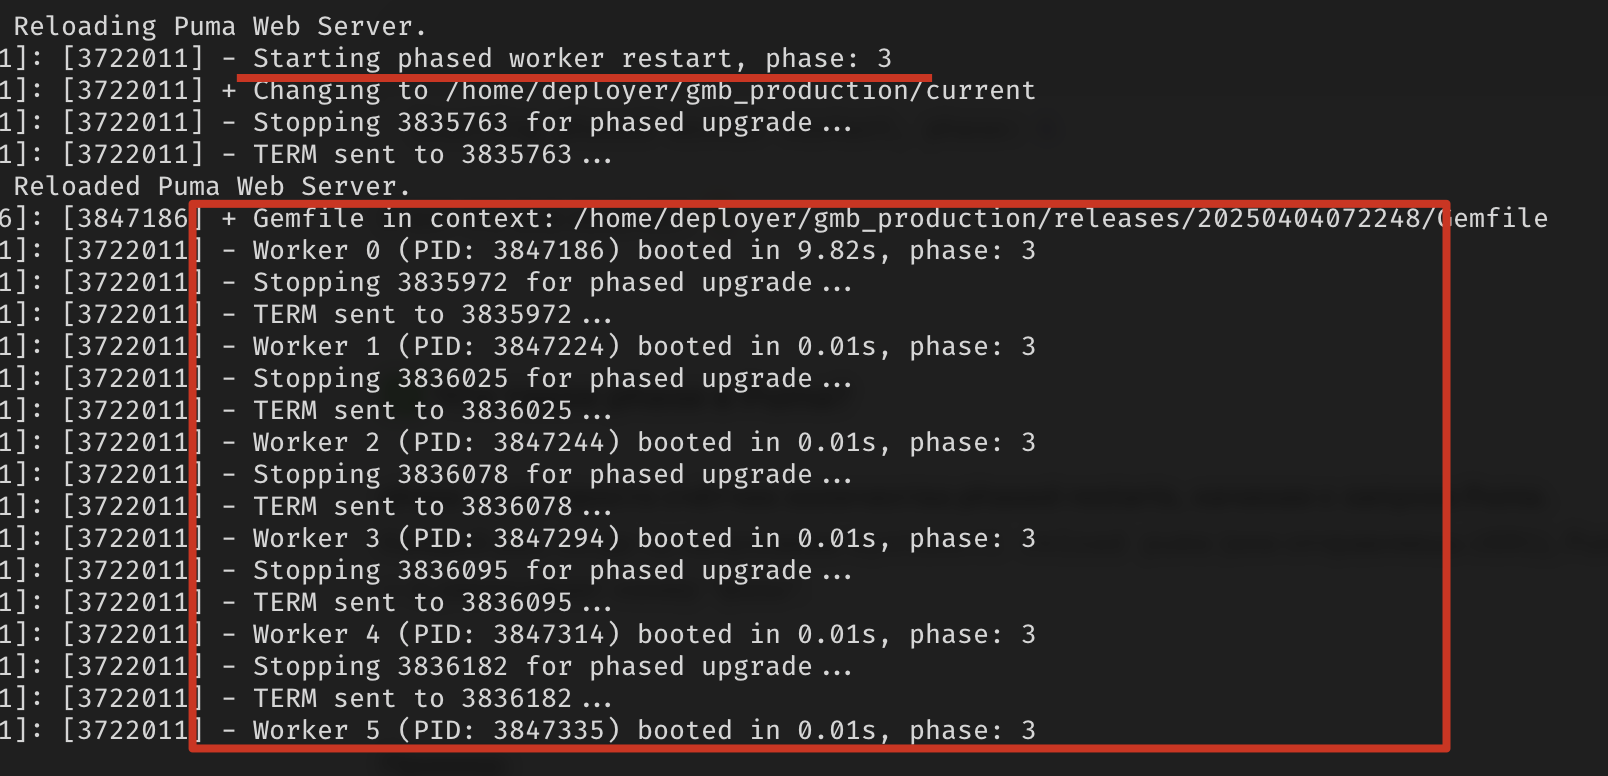 Reloading Puma Web Server.
1]: [3722011] - Starting phased worker restart, phase: 3
1]: [3722011] + Changing to /home/deployer/gmb_production/current
1]: [3722011] - Stopping 3835763 for phased upgrade...
1]: [3722011] - TERM sent to 3835763...
Reloaded Puma Web Server.
6]: [3847186] + Gemfile in context: /home/deployer/gmb_production/releases/20250404072248/Gemfile
1]: [3722011] - Worker 0 (PID: 3847186) booted in 9.82s, phase: 3
1]: [3722011] - Stopping 3835972 for phased upgrade...
1]: [3722011] - TERM sent to 3835972...
1]: [3722011] - Worker 1 (PID: 3847224) booted in 0.01s, phase: 3
1]: [3722011] - Stopping 3836025 for phased upgrade...
1]: [3722011] - TERM sent to 3836025...
1]: [3722011] - Worker 2 (PID: 3847244) booted in 0.01s, phase: 3
1]: [3722011] - Stopping 3836078 for phased upgrade...
1]: [3722011] - TERM sent to 3836078...
1]: [3722011] - Worker 3 (PID: 3847294) booted in 0.01s, phase: 3
1]: [3722011] - Stopping 3836095 for phased upgrade...
1]: [3722011] - TERM sent to 3836095...
1]: [3722011] - Worker 4 (PID: 3847314) booted in 0.01s, phase: 3
1]: [3722011] - Stopping 3836182 for phased upgrade...
1]: [3722011] - TERM sent to 3836182...
1]: [3722011] - Worker 5 (PID: 3847335) booted in 0.01s, phase: 3